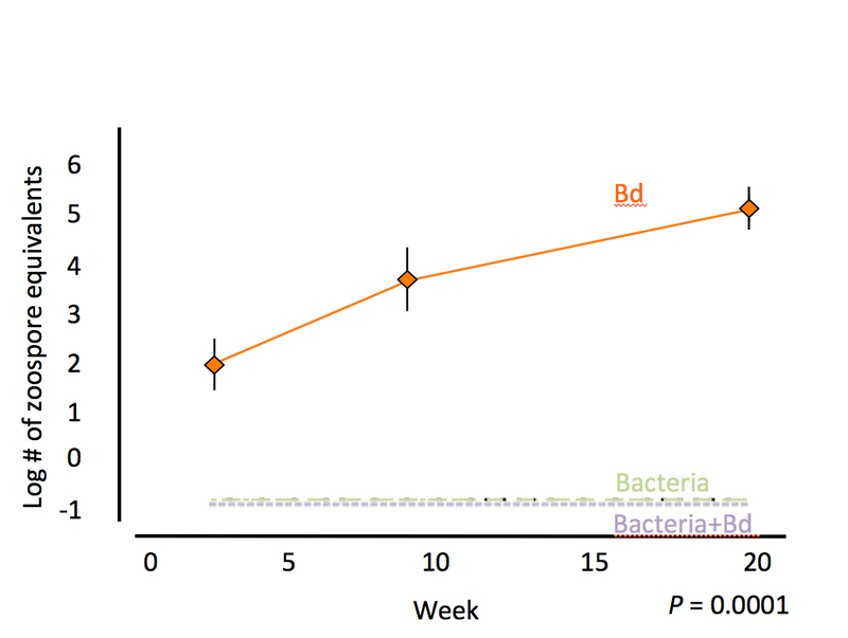 Log # of zoospore equivalents
6
5
4
3
2
1
0
-1
Bd
Bacteria
Bacteria+Bd
0 5 10 15 20
Week
P = 0.0001